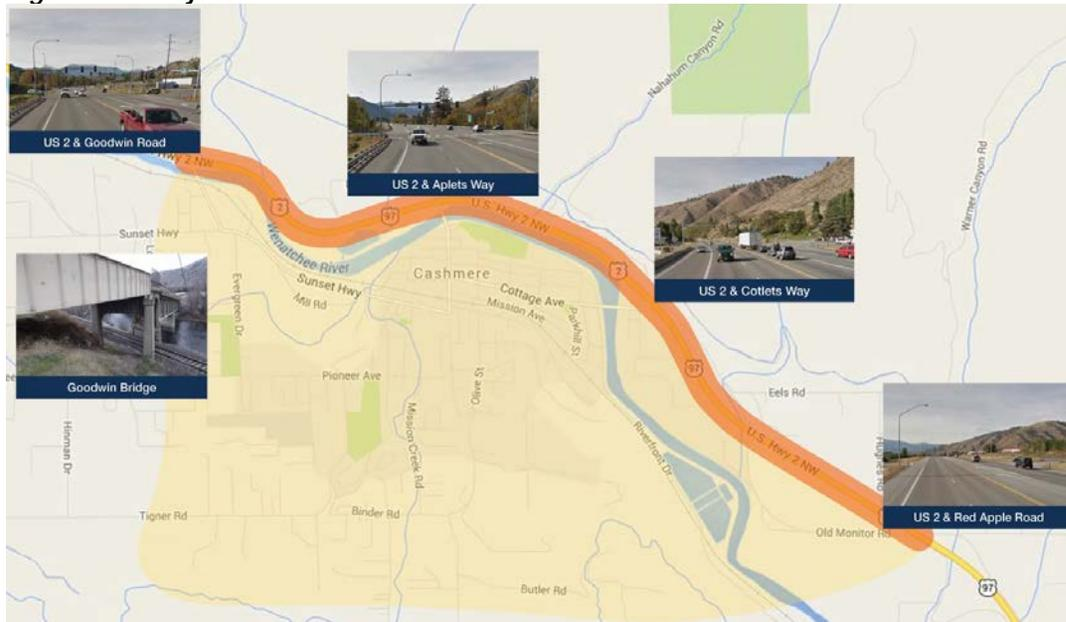 US 2 & Goodwin Road
Hwy 2 NW
US 2 & Aplets Way
Nahahum Canyon Rd
Warner Canyon Rd
2
97
U.S. Hwy 2 NW
US 2 & Cotlets Way
Sunset Hwy
Wenatchee River
2
Cashmere
Sunset Hwy
Mill Rd
Cottage Ave
Mission Ave
Parkhill St
Evergreen Dr
Goodwin Bridge
Pioneer Ave
Olive St
97
Eels Rd
Hinman Dr
Mission Creek Rd
Riverfront Dr
U.S. Hwy 2 NW
Hughes Rd
US 2 & Red Apple Road
Tigner Rd
Binder Rd
Old Monitor Rd
Butler Rd
97